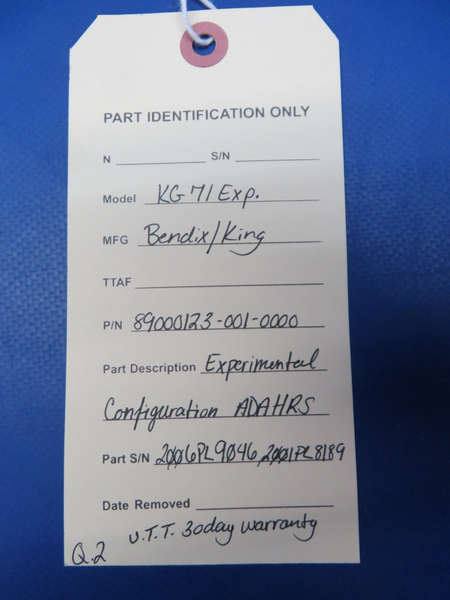 PART IDENTIFICATION ONLY
N S/N
Model KG 71 Exp.
MFG Bendix/King
TTAF
P/N 89000123-001-0000
Part Description Experimental
Configuration ADAHRS
Part S/N 2006PL9046, 2001PL8189
Date Removed
U.T.T. 30day warranty
Q.2